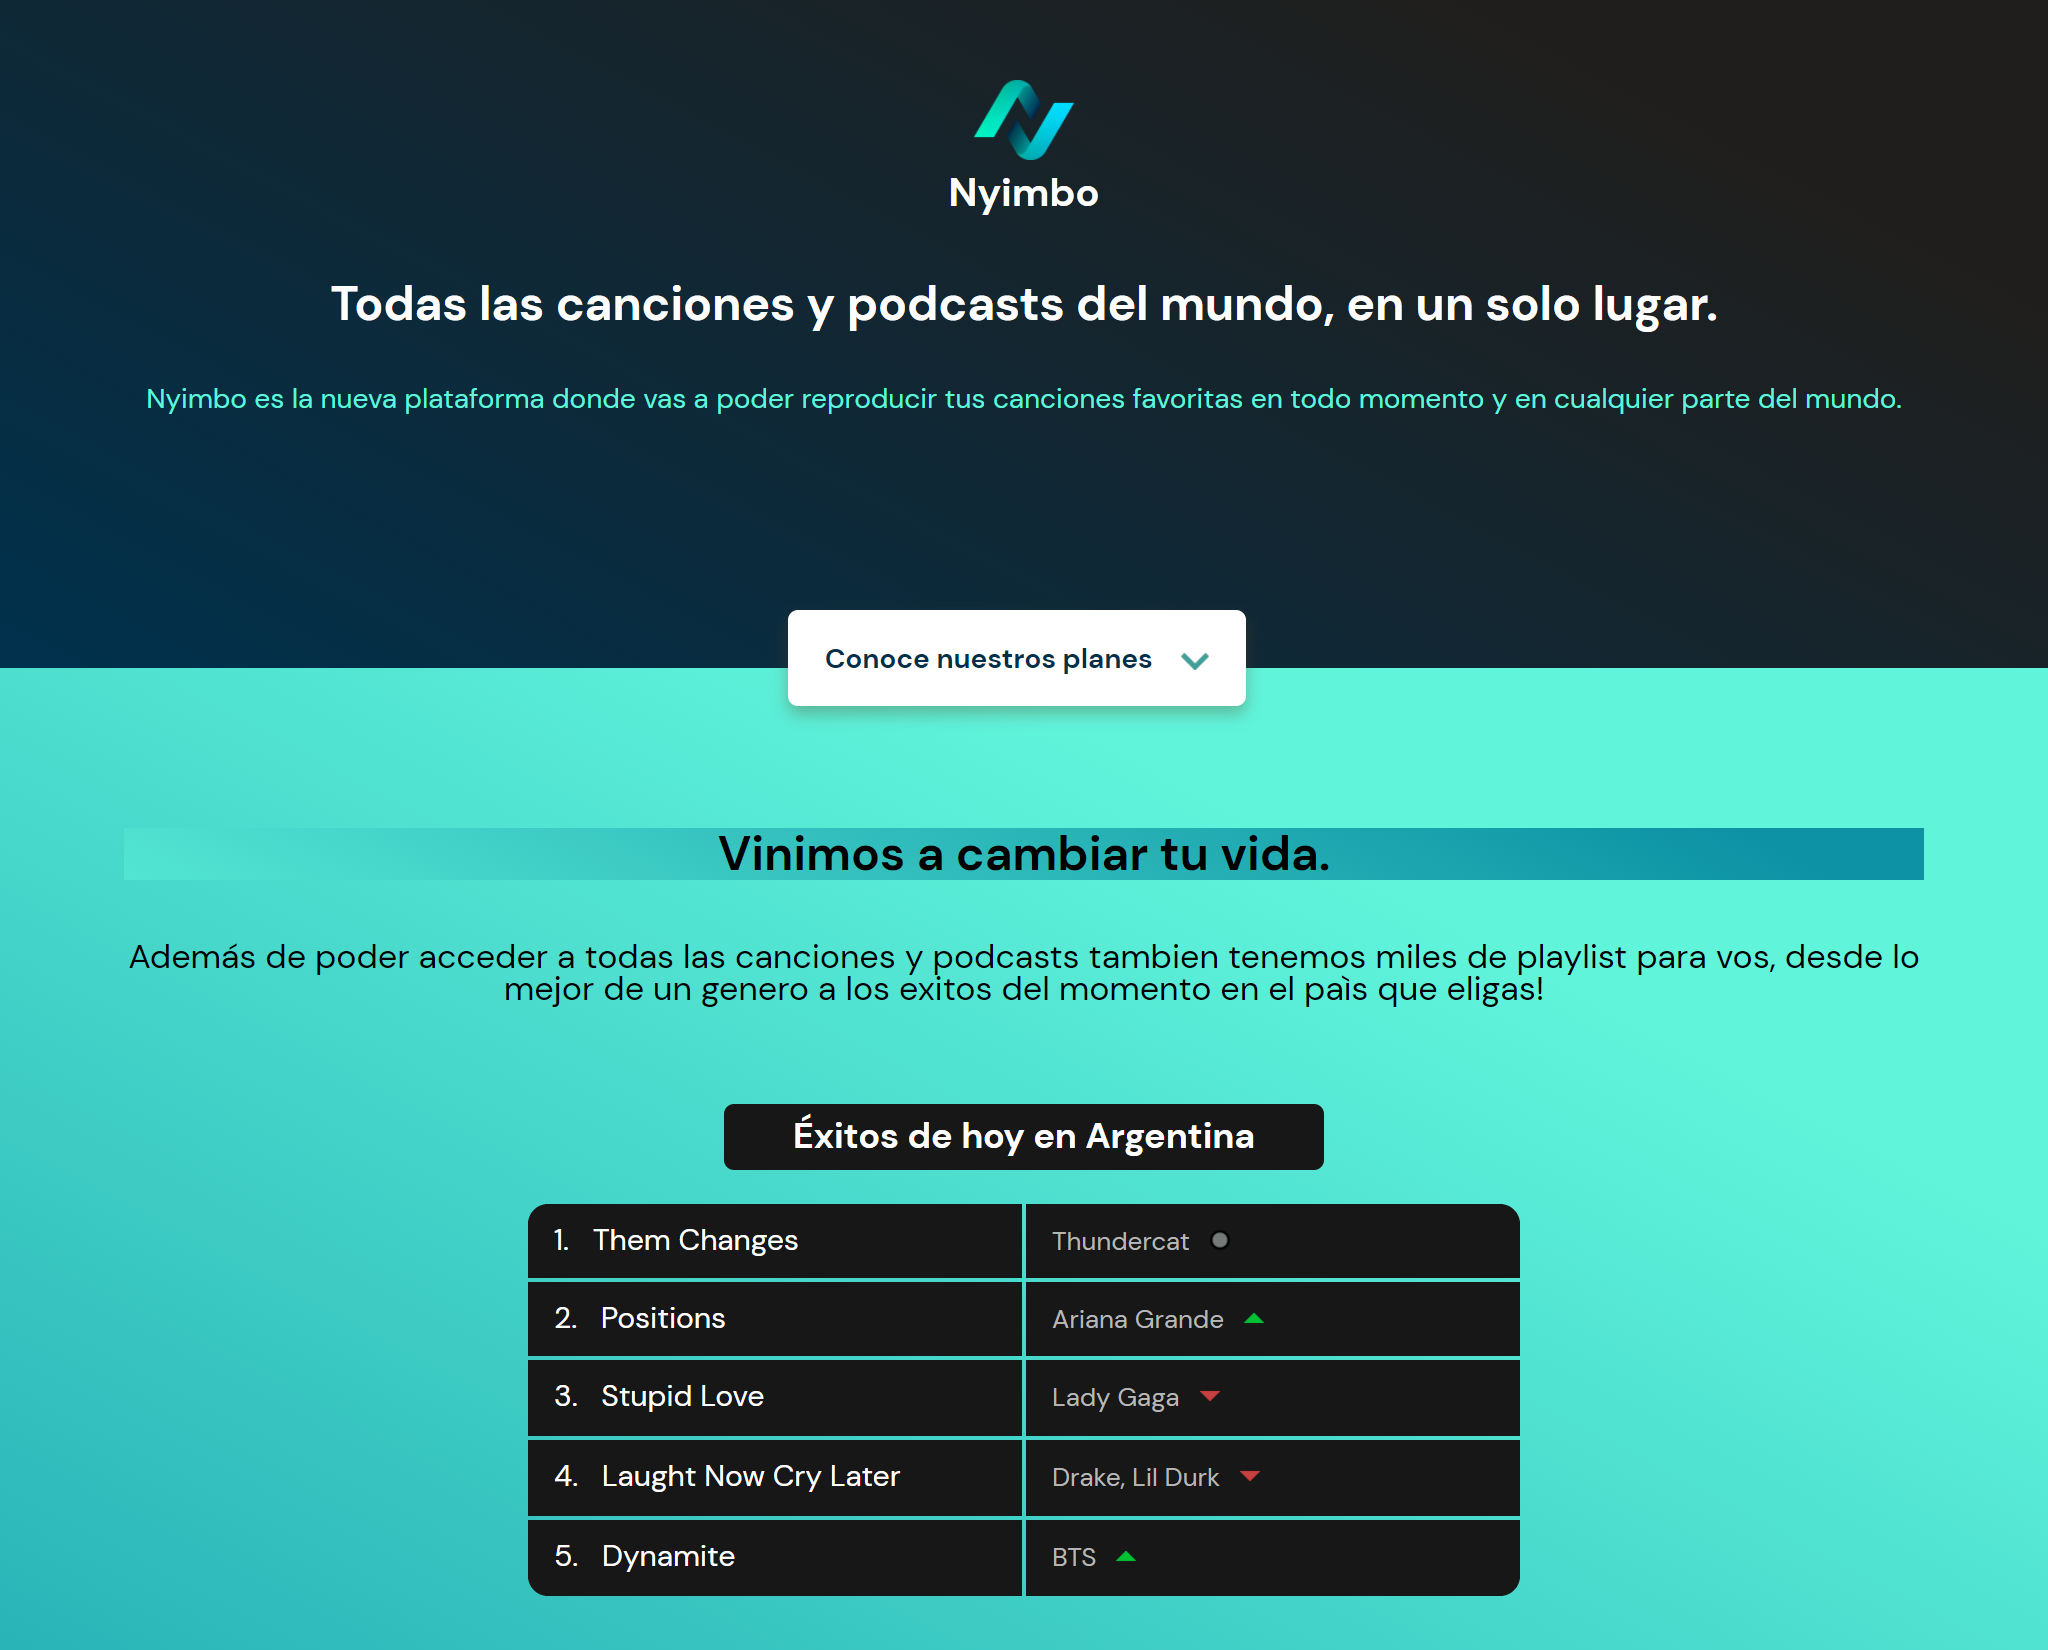 Nyimbo
Todas las canciones y podcasts del mundo, en un solo lugar.
Nyimbo es la nueva plataforma donde vas a poder reproducir tus canciones favoritas en todo momento y en cualquier parte del mundo.
Conoce nuestros planes
Vinimos a cambiar tu vida.
Además de poder acceder a todas las canciones y podcasts tambien tenemos miles de playlist para vos, desde lo
mejor de un genero a los exitos del momento en el paìs que eligas!
Éxitos de hoy en Argentina
1. Them Changes Thundercat
2. Positions Ariana Grande
3. Stupid Love Lady Gaga
4. Laught Now Cry Later Drake, Lil Durk
5. Dynamite BTS